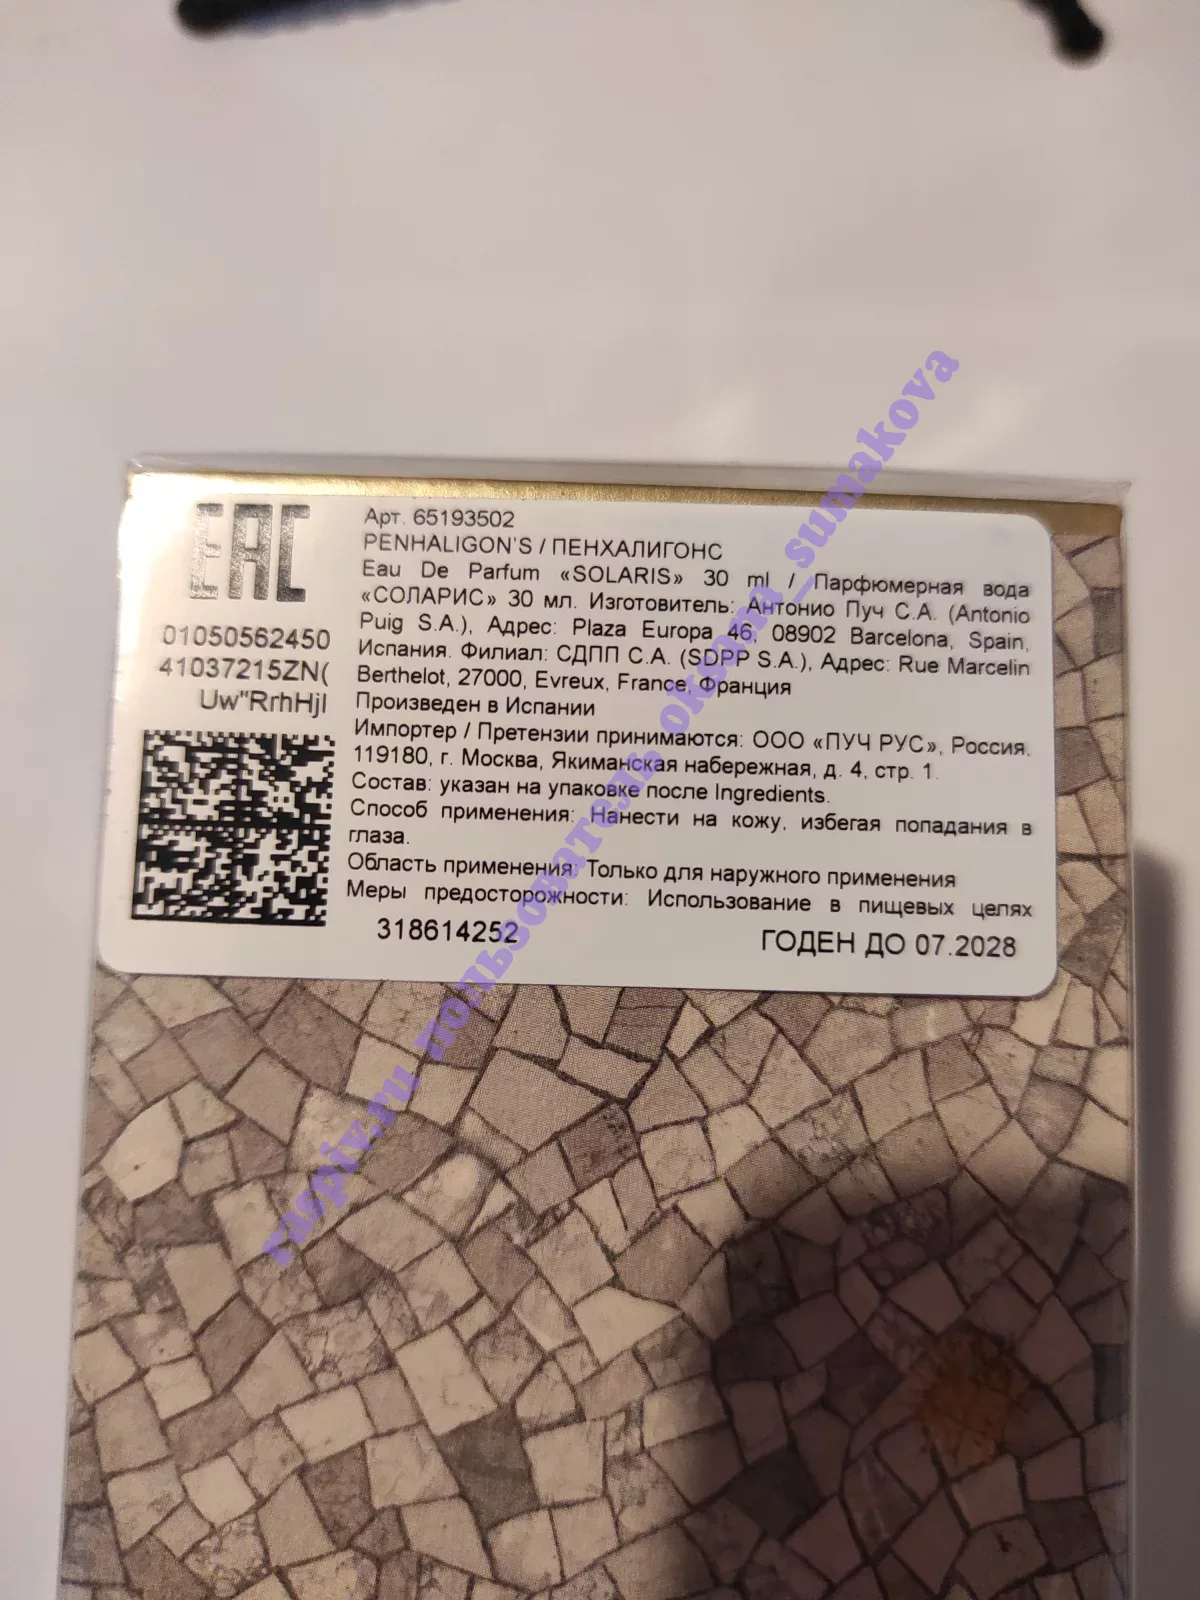 EAC
01050562450
41037215ZN(
Uw"RrhHjI
Арт. 65193502
PENHALIGON'S / ПЕНХАЛИГОНС
Eau De Parfum «SOLARIS» 30 ml / Парфюмерная вода
«СОЛАРИС» 30 мл. Изготовитель: Антонио Пуч С.А. (Antonio
Puig S.A.), Адрес: Plaza Europa 46, 08902 Barcelona, Spain,
Испания. Филиал: СДПП С.А. (SDPP S.A.), Адрес: Rue Marcelin
Berthelot, 27000, Evreux, France, Франция
Произведен в Испании
Импортер / Претензии принимаются: ООО «ПУЧ РУС», Россия,
119180, г. Москва, Якиманская набережная, д. 4, стр. 1.
Состав: указан на упаковке после Ingredients.
Способ применения: Нанести на кожу, избегая попадания в
глаза.
Область применения: Только для наружного применения
Меры предосторожности: Использование в пищевых целях
318614252
ГОДЕН ДО 07.2028
raspiv.ru пользователь oksana_sumakova